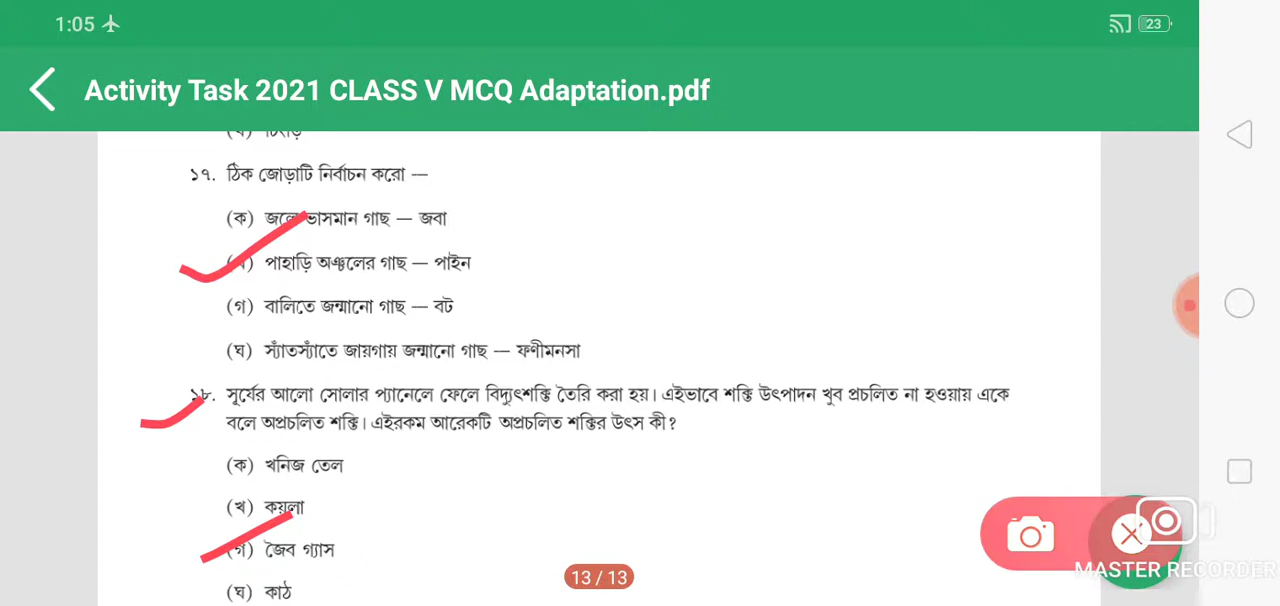 1:05
23
Activity Task 2021 CLASS V MCQ Adaptation.pdf
১৭. ঠিক জোড়াটি নির্বাচন করো —
(ক) জলে ভাসমান গাছ — জবা
(খ) পাহাড়ি অঞ্চলের গাছ — পাইন
(গ) বালিতে জন্মানো গাছ — বট
(ঘ) স্যাঁতস্যাঁতে জায়গায় জন্মানো গাছ — ফণীমনসা
১৮. সূর্যের আলো সোলার প্যানেলে ফেলে বিদ্যুৎশক্তি তৈরি করা হয়। এইভাবে শক্তি উৎপাদন খুব প্রচলিত না হওয়ায় একে
বলে অপ্রচলিত শক্তি। এইরকম আরেকটি অপ্রচলিত শক্তির উৎস কী?
(ক) খনিজ তেল
(খ) কয়লা
(গ) জৈব গ্যাস
(ঘ) কাঠ
13 / 13
MASTER RECORDER